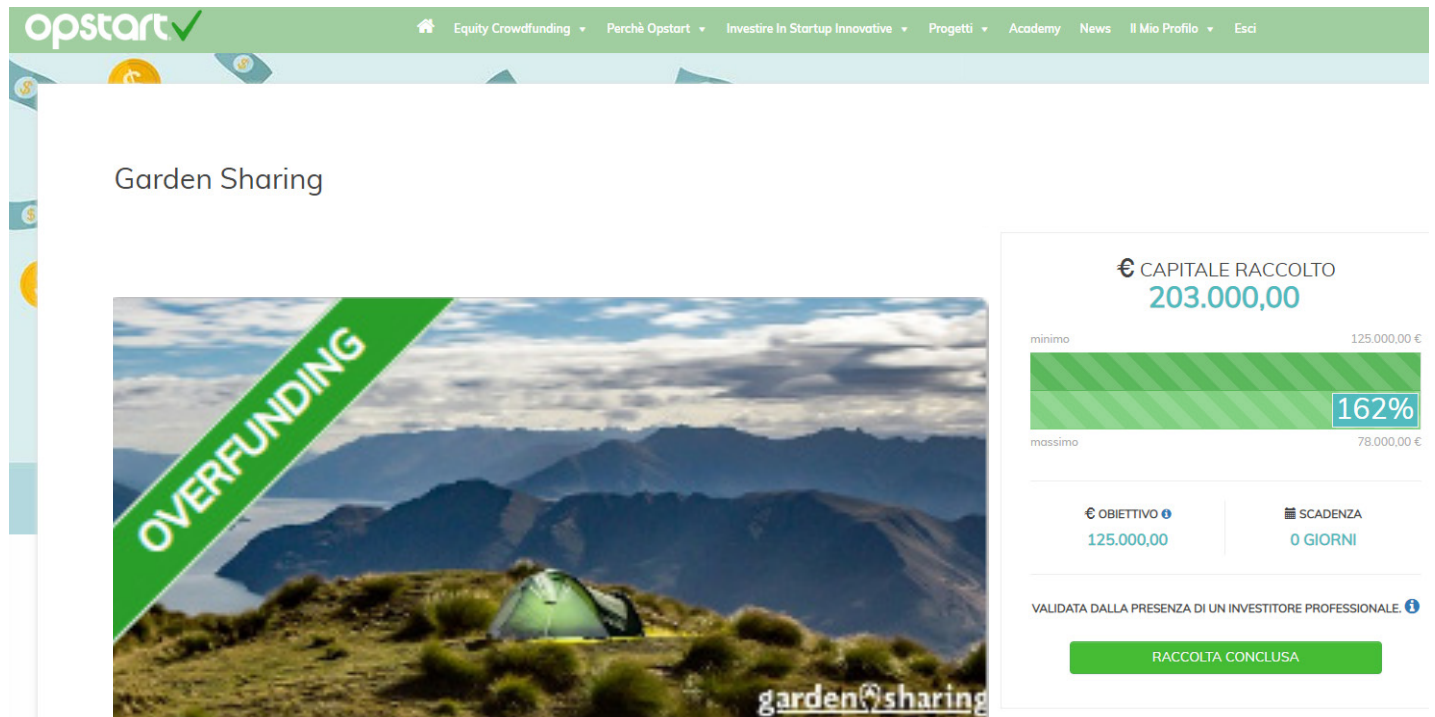 opstart
Equity Crowdfunding Perchè Opstart Investire In Startup Innovative Progetti Academy News Il Mio Profilo Esci
Garden Sharing
OVERFUNDING
garden sharing
€ CAPITALE RACCOLTO
203.000,00
minimo 125.000,00 €
162%
massimo 78.000,00 €
€ OBIETTIVO
125.000,00
SCADENZA
0 GIORNI
VALIDATA DALLA PRESENZA DI UN INVESTITORE PROFESSIONALE.
RACCOLTA CONCLUSA